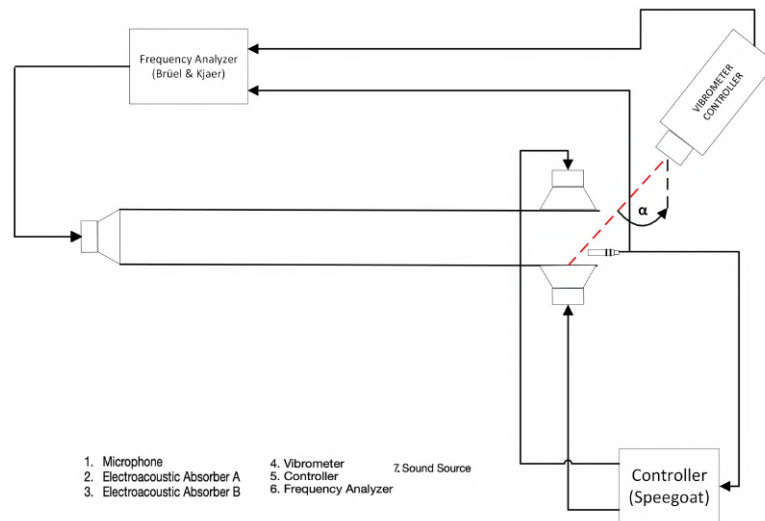 Frequency Analyzer
(Brüel & Kjaer)
VIBROMETER
CONTROLLER
α
1. Microphone
2. Electroacoustic Absorber A
3. Electroacoustic Absorber B
4. Vibrometer
5. Controller
6. Frequency Analyzer
7. Sound Source
Controller
(Speegoat)